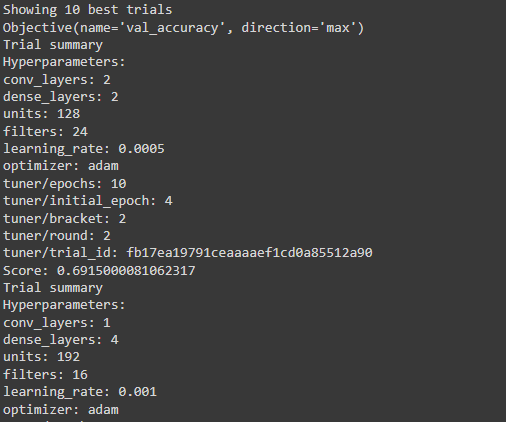 Showing 10 best trials
Objective(name='val_accuracy', direction='max')
Trial summary
Hyperparameters:
conv_layers: 2
dense_layers: 2
units: 128
filters: 24
learning_rate: 0.0005
optimizer: adam
tuner/epochs: 10
tuner/initial_epoch: 4
tuner/bracket: 2
tuner/round: 2
tuner/trial_id: fb17ea19791ceaaaaef1cd0a85512a90
Score: 0.6915000081062317
Trial summary
Hyperparameters:
conv_layers: 1
dense_layers: 4
units: 192
filters: 16
learning_rate: 0.001
optimizer: adam